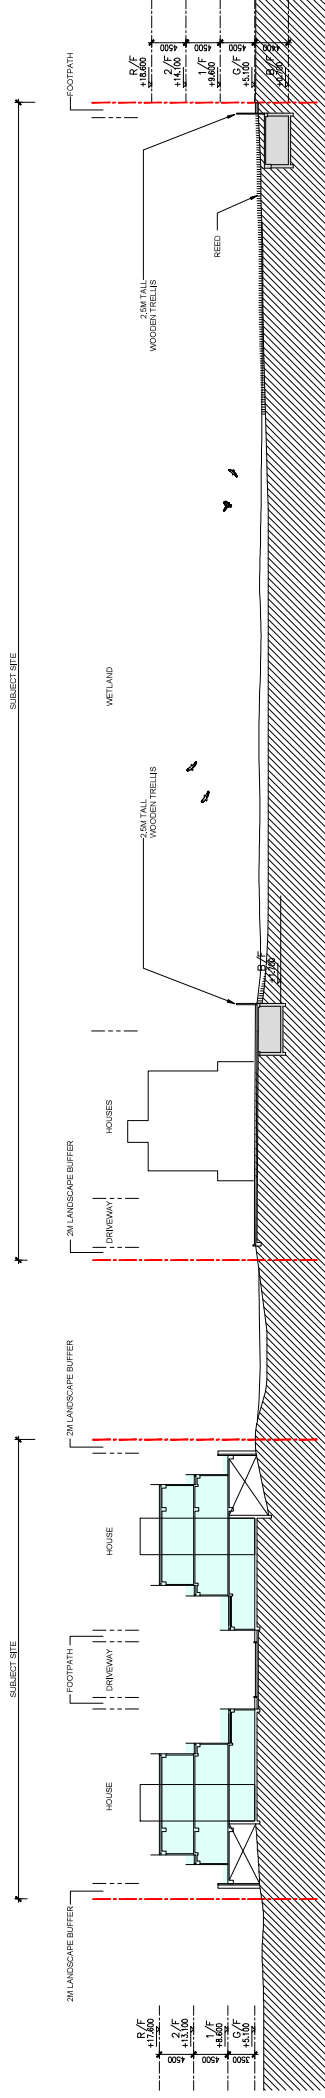 SUBJECT SITE
SUBJECT SITE
2M LANDSCAPE BUFFER
FOOTPATH
2M LANDSCAPE BUFFER
2M LANDSCAPE BUFFER
FOOTPATH
HOUSE
DRIVEWAY
HOUSE
DRIVEWAY
HOUSES
WETLAND
2.5M TALL
WOODEN TRELLIS
2.5M TALL
WOODEN TRELLIS
REED
R/F
+17.600
4500
2/F
+13.100
4500
1/F
+8.600
3500
G/F
+5.100
B/F
R/F
+18.600
4500
2/F
+14.100
4500
1/F
+9.600
4500
G/F
+5.100
4400
B/F
+0.700